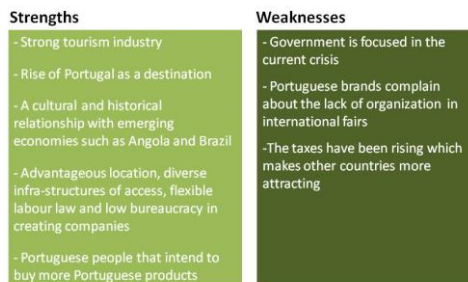 Strengths
- Strong tourism industry
- Rise of Portugal as a destination
- A cultural and historical
relationship with emerging
economies such as Angola and Brazil
- Advantageous location, diverse
infra-structures of access, flexible
labour law and low bureaucracy in
creating companies
- Portuguese people that intend to
buy more Portuguese products
Weaknesses
- Government is focused in the
current crisis
- Portuguese brands complain
about the lack of organization in
international fairs
-The taxes have been rising which
makes other countries more
attracting